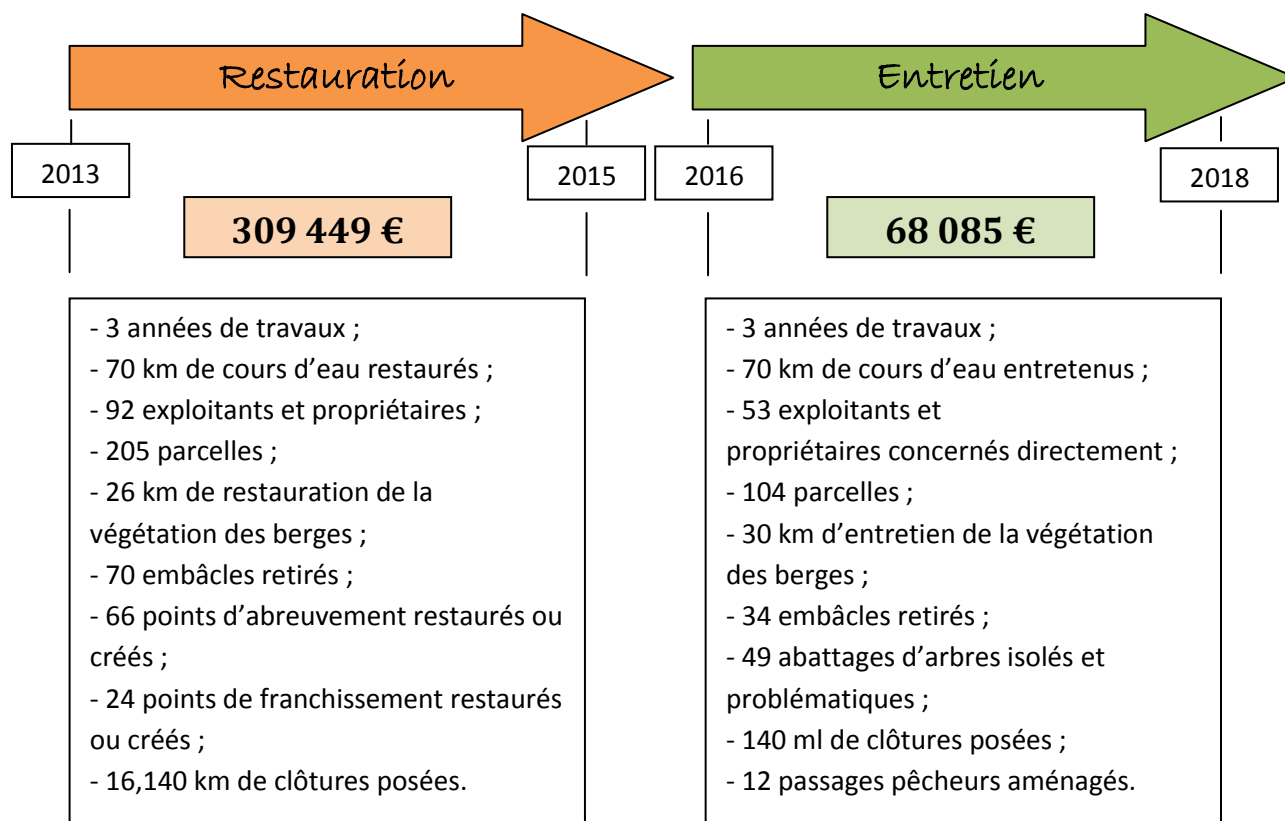 Restauration
Entretien
2013
2015
2016
2018
309 449 €
68 085 €
- 3 années de travaux ;
- 70 km de cours d’eau restaurés ;
- 92 exploitants et propriétaires ;
- 205 parcelles ;
- 26 km de restauration de la
végétation des berges ;
- 70 embâcles retirés ;
- 66 points d’abreuvement restaurés ou
créés ;
- 24 points de franchissement restaurés
ou créés ;
- 16,140 km de clôtures posées.
- 3 années de travaux ;
- 70 km de cours d’eau entretenus ;
- 53 exploitants et
propriétaires concernés directement ;
- 104 parcelles ;
- 30 km d’entretien de la végétation
des berges ;
- 34 embâcles retirés ;
- 49 abattages d’arbres isolés et
problématiques ;
- 140 ml de clôtures posées ;
- 12 passages pêcheurs aménagés.